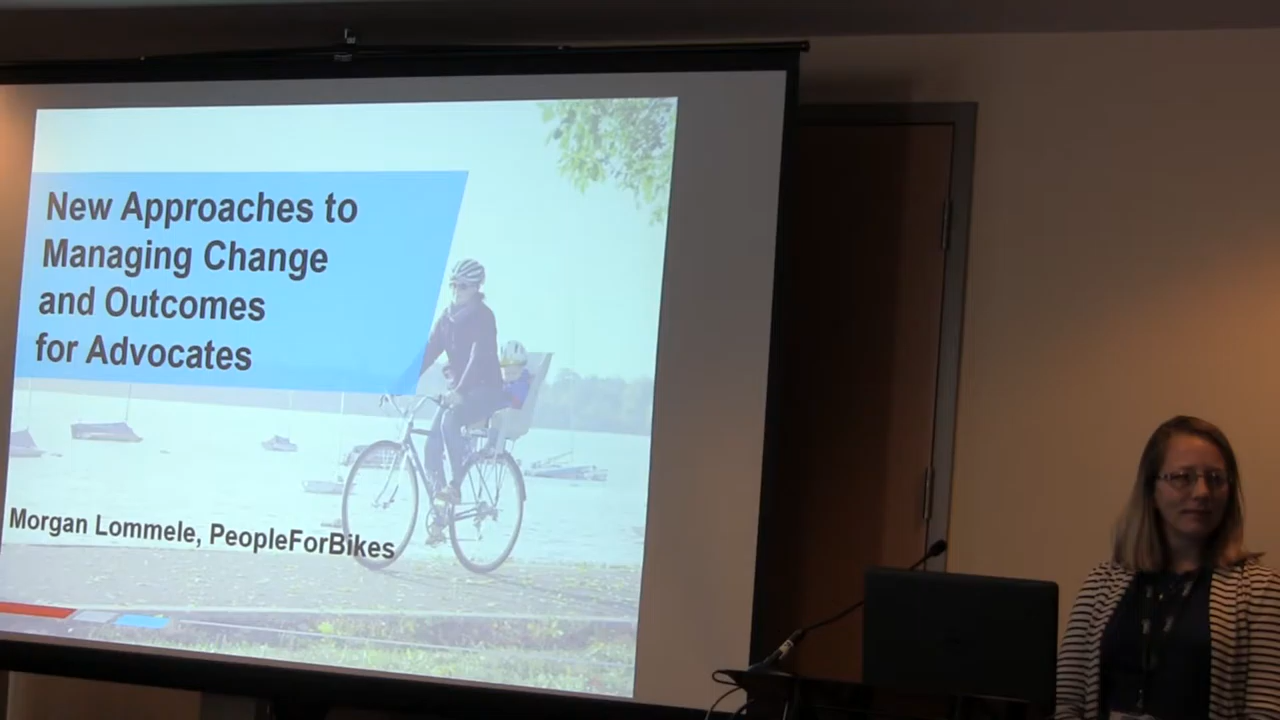 New Approaches to
Managing Change
and Outcomes
for Advocates
Morgan Lommele, PeopleForBikes